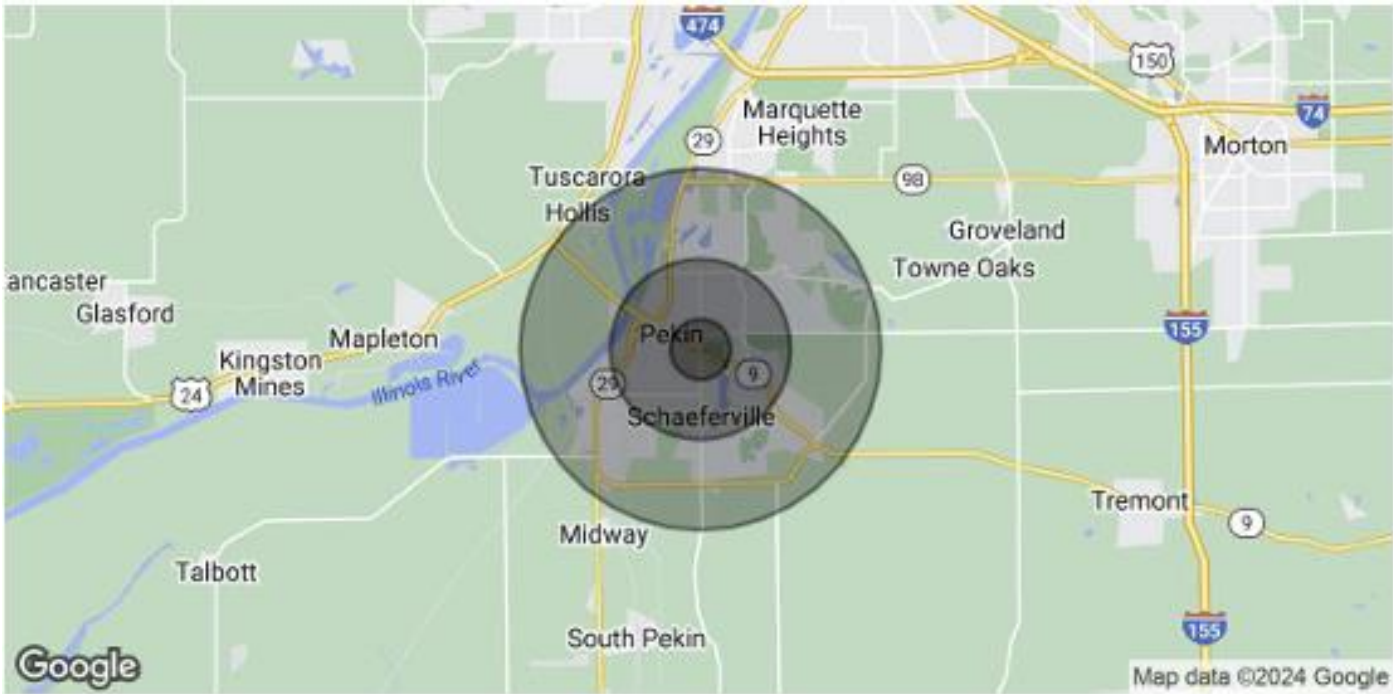 474
150
Marquette
Heights
74
29
Morton
Tuscarora
98
Hollis
Groveland
Towne Oaks
ancaster
Glasford
Mapleton
Pekin
155
Kingston
Mines
24
Illinois River
29
9
Schaeferville
Tremont
9
Midway
Talbott
155
South Pekin
Google
Map data ©2024 Google